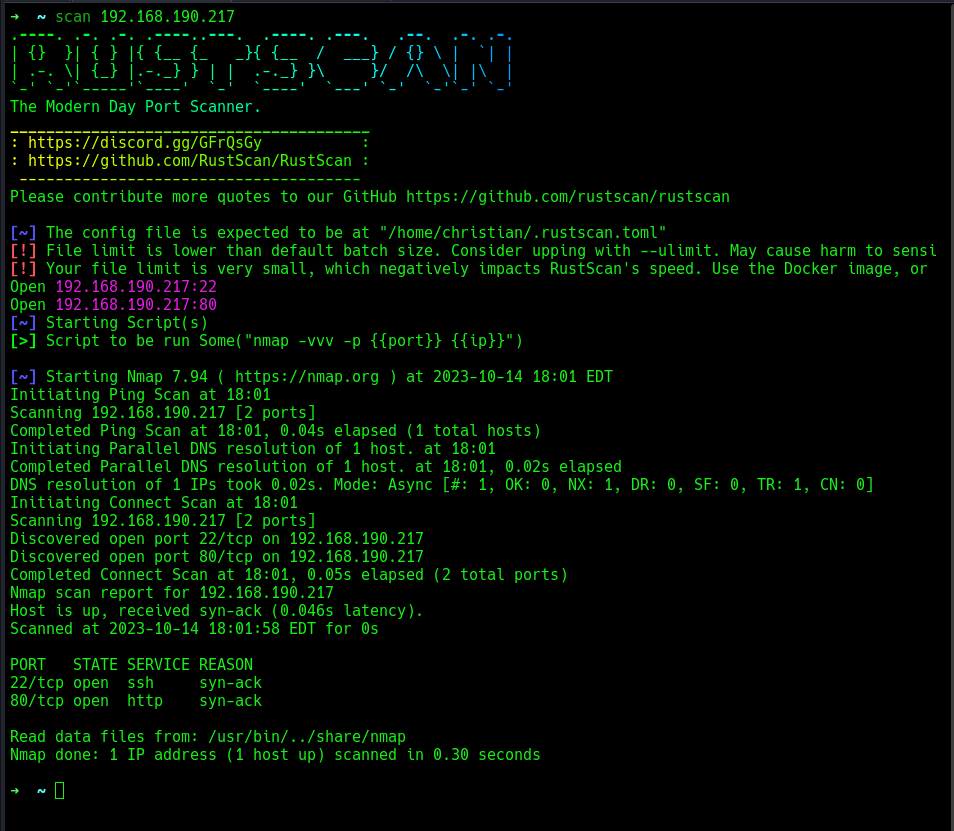 →  ~ scan 192.168.190.217
.----. .-. .-. .----..---.  .----. .---.   .--.  .-. .-.
| {}  }| { } |{ {__ {_   _}{ {__  /  ___} / {} \ |  `| |
| .-. \| {_} |.-._} } | |  .-._} }\     }/  /\  \| |\  |
`-' `-'`-----'`----'  `-'  `----'  `---' `-'  `-'`-' `-'
The Modern Day Port Scanner.
________________________________________
: https://discord.gg/GFrQsGy           :
: https://github.com/RustScan/RustScan :
 --------------------------------------
Please contribute more quotes to our GitHub https://github.com/rustscan/rustscan

[~] The config file is expected to be at "/home/christian/.rustscan.toml"
[!] File limit is lower than default batch size. Consider upping with --ulimit. May cause harm to sensi
[!] Your file limit is very small, which negatively impacts RustScan's speed. Use the Docker image, or
Open 192.168.190.217:22
Open 192.168.190.217:80
[~] Starting Script(s)
[>] Script to be run Some("nmap -vvv -p {{port}} {{ip}}")

[~] Starting Nmap 7.94 ( https://nmap.org ) at 2023-10-14 18:01 EDT
Initiating Ping Scan at 18:01
Scanning 192.168.190.217 [2 ports]
Completed Ping Scan at 18:01, 0.04s elapsed (1 total hosts)
Initiating Parallel DNS resolution of 1 host. at 18:01
Completed Parallel DNS resolution of 1 host. at 18:01, 0.02s elapsed
DNS resolution of 1 IPs took 0.02s. Mode: Async [#: 1, OK: 0, NX: 1, DR: 0, SF: 0, TR: 1, CN: 0]
Initiating Connect Scan at 18:01
Scanning 192.168.190.217 [2 ports]
Discovered open port 22/tcp on 192.168.190.217
Discovered open port 80/tcp on 192.168.190.217
Completed Connect Scan at 18:01, 0.05s elapsed (2 total ports)
Nmap scan report for 192.168.190.217
Host is up, received syn-ack (0.046s latency).
Scanned at 2023-10-14 18:01:58 EDT for 0s

PORT   STATE SERVICE REASON
22/tcp open  ssh     syn-ack
80/tcp open  http    syn-ack

Read data files from: /usr/bin/../share/nmap
Nmap done: 1 IP address (1 host up) scanned in 0.30 seconds

→  ~